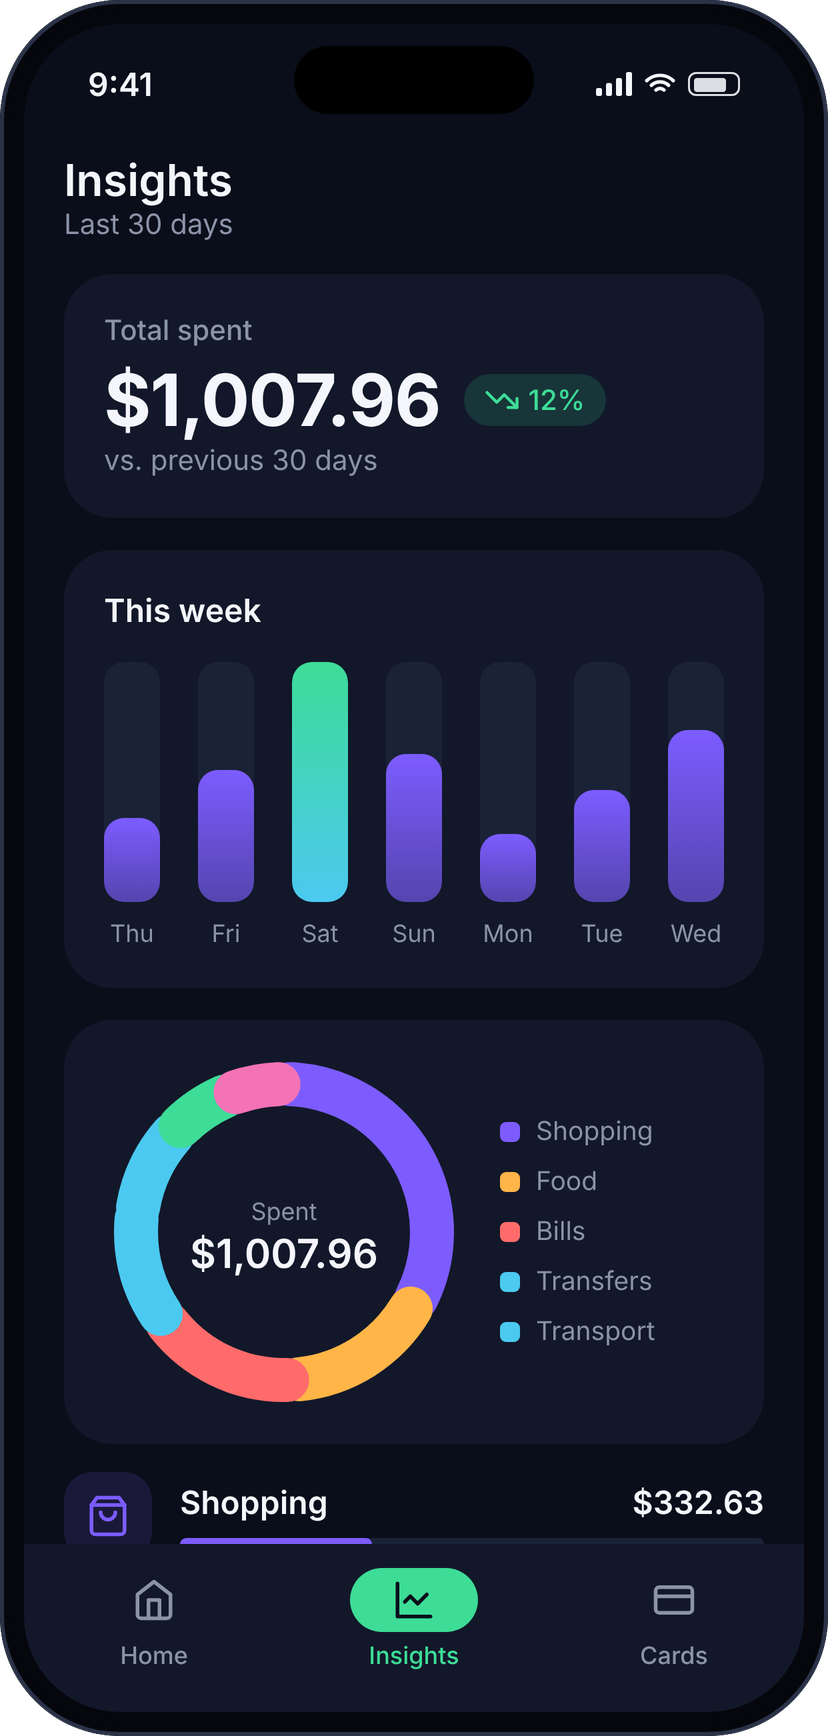 9:41
Insights
Last 30 days
Total spent
$1,007.96 12%
vs. previous 30 days
This week
Thu Fri Sat Sun Mon Tue Wed
Spent
$1,007.96
Shopping
Food
Bills
Transfers
Transport
Shopping $332.63
Home Insights Cards